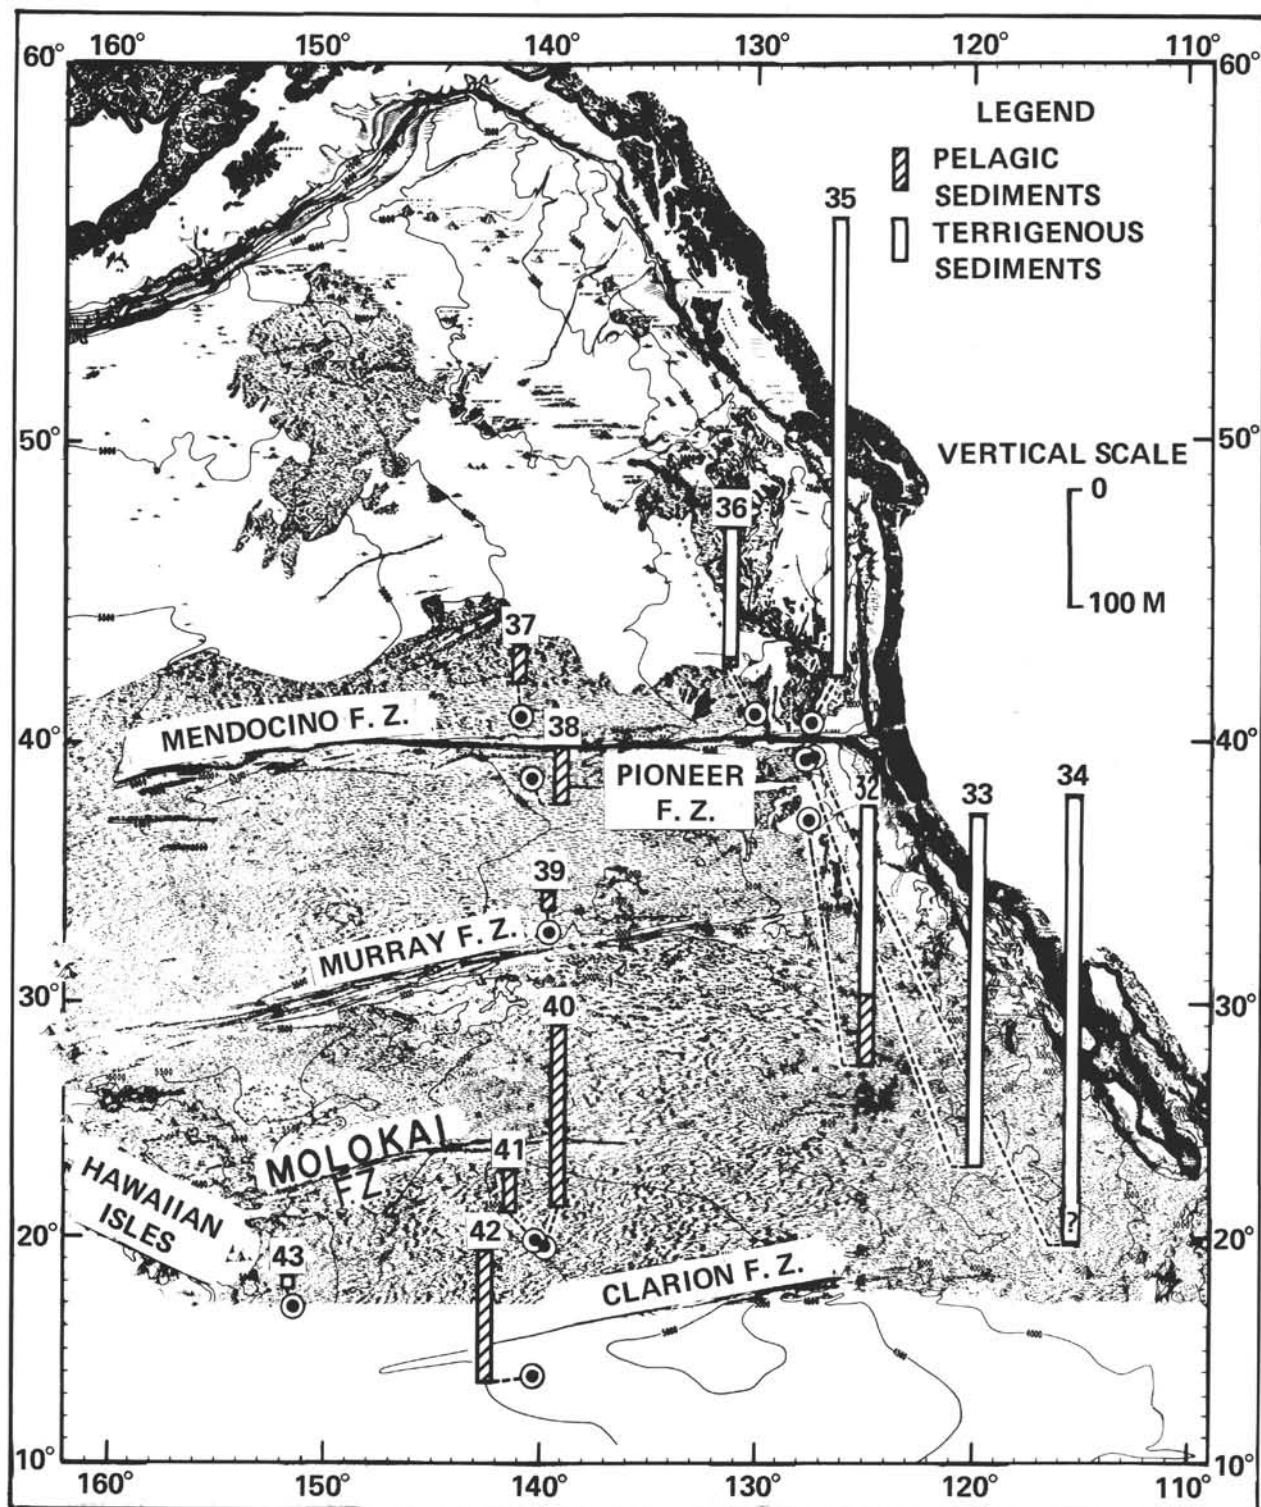 160° 150° 140° 130° 120° 110°
60° 60°
LEGEND
PELAGIC
SEDIMENTS
TERRIGENOUS
SEDIMENTS
35
50° 50°
VERTICAL SCALE
0
100 M
36
37
MENDOCINO F. Z.
38
40° 40°
PIONEER
F. Z.
32
33
34
39
MURRAY F. Z.
30° 30°
40
MOLOKAI
F.Z.
41
HAWAIIAN
ISLES
42
43
20° 20°
?
CLARION F. Z.
10° 10°
160° 150° 140° 130° 120° 110°